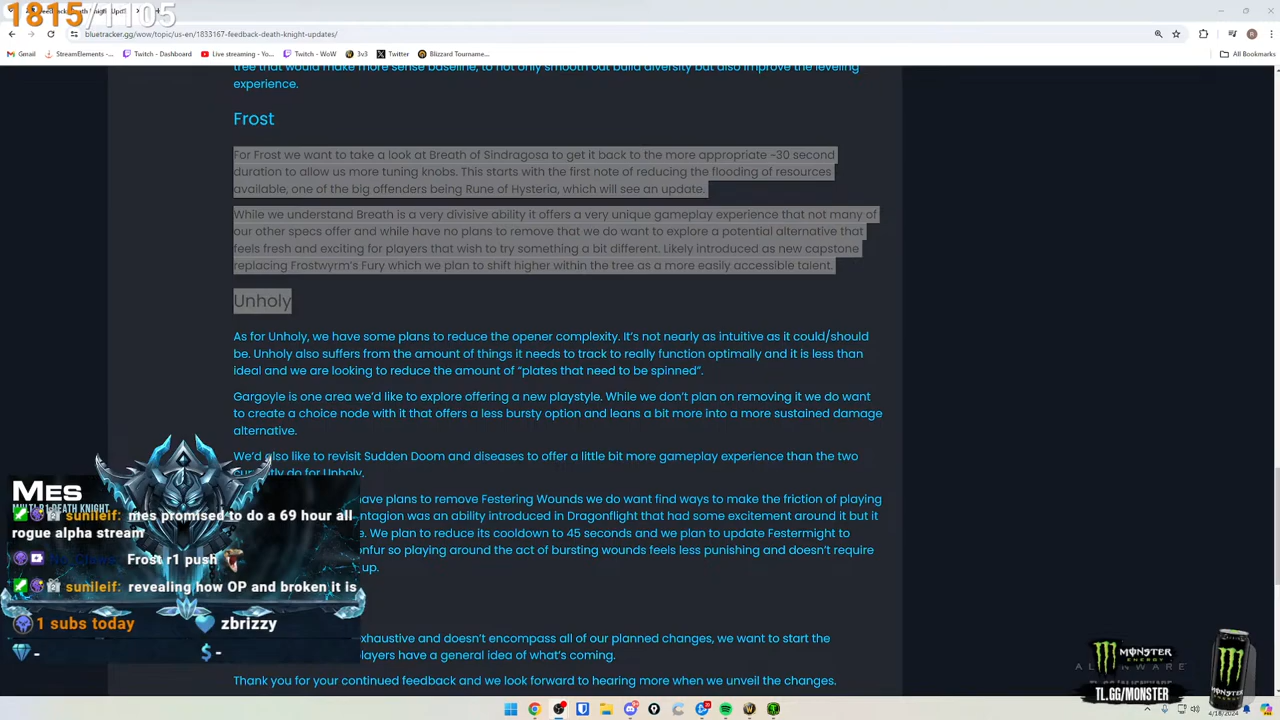 1815/1105
bluetracker.gg/wow/topic/us-en/1833167-feedback-death-knight-updates/
Gmail
StreamElements -...
Twitch - Dashboard
Live streaming - Yo...
Twitch - WoW
3v3
Twitter
Blizzard Tourname...
All Bookmarks
tree that would make more sense baseline, to not only smooth out build diversity but also improve the leveling
experience.
Frost
For Frost we want to take a look at Breath of Sindragosa to get it back to the more appropriate ~30 second
duration to allow us more tuning knobs. This starts with the first note of reducing the flooding of resources
available, one of the big offenders being Rune of Hysteria, which will see an update.
While we understand Breath is a very divisive ability it offers a very unique gameplay experience that not many of
our other specs offer and while have no plans to remove that we do want to explore a potential alternative that
feels fresh and exciting for players that wish to try something a bit different. Likely introduced as new capstone
replacing Frostwyrm's Fury which we plan to shift higher within the tree as a more easily accessible talent.
Unholy
As for Unholy, we have some plans to reduce the opener complexity. It's not nearly as intuitive as it could/should
be. Unholy also suffers from the amount of things it needs to track to really function optimally and it is less than
ideal and we are looking to reduce the amount of "plates that need to be spinned".
Gargoyle is one area we'd like to explore offering a new playstyle. While we don't plan on removing it we do want
to create a choice node with it that offers a less bursty option and leans a bit more into a more sustained damage
alternative.
We'd also like to revisit Sudden Doom and diseases to offer a little bit more gameplay experience than the two
currently do for Unholy.
ave plans to remove Festering Wounds we do want find ways to make the friction of playing
ntagion was an ability introduced in Dragonflight that had some excitement around it but it
. We plan to reduce its cooldown to 45 seconds and we plan to update Festermight to
onfur so playing around the act of bursting wounds feels less punishing and doesn't require
up.
xhaustive and doesn't encompass all of our planned changes, we want to start the
layers have a general idea of what's coming.
Thank you for your continued feedback and we look forward to hearing more when we unveil the changes.
MES
MULTI R1 DEATH KNIGHT
sunileif: mes promised to do a 69 hour all
rogue alpha stream
Frost r1 push
sunileif: revealing how OP and broken it is
1 subs today
zbrizzy
-
$ -
MONSTER
ENERGY
ALIENWARE
TL.GG/MONSTER
4/18/2024